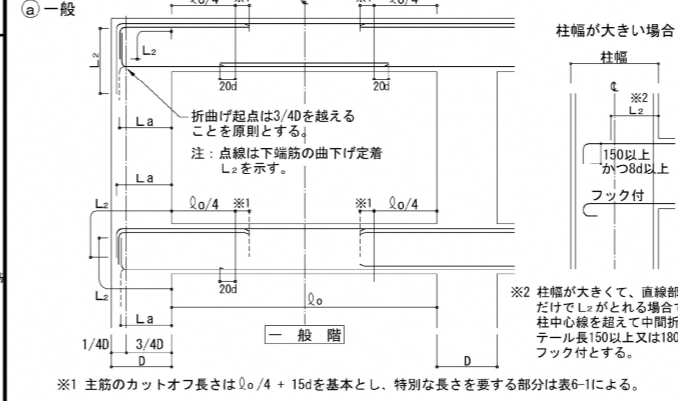 ⓐ一般
ℓo/4 ※1 ℄ ※1 ℓo/4
L₂
L₂
20d 20d
折曲げ起点は3/4Dを越える
ことを原則とする。
注：点線は下端筋の曲下げ定着
L₂を示す。
La
La
L₂
ℓo/4 ※1 ※1 ℓo/4
20d
L₂
ℓo
La
一般階
1/4D 3/4D
D D
柱幅が大きい場合
柱幅
℄
※2
L₂
150以上
かつ8d以上
フック付
※2 柱幅が大きくて、直線部
だけでL₂がとれる場合で
柱中心線を超えて中間折
テール長150以上又は180
フック付とする。
※1 主筋のカットオフ長さはℓo/4 + 15dを基本とし、特別な長さを要する部分は表6-1による。